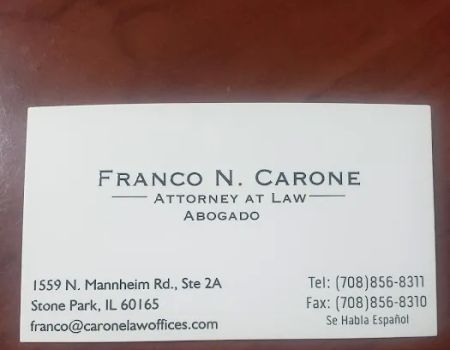 Franco N. Carone
Attorney at Law
Abogado
1559 N. Mannheim Rd., Ste 2A
Stone Park, IL 60165
franco@caronelawoffices.com
Tel: (708)856-8311
Fax: (708)856-8310
Se Habla Español